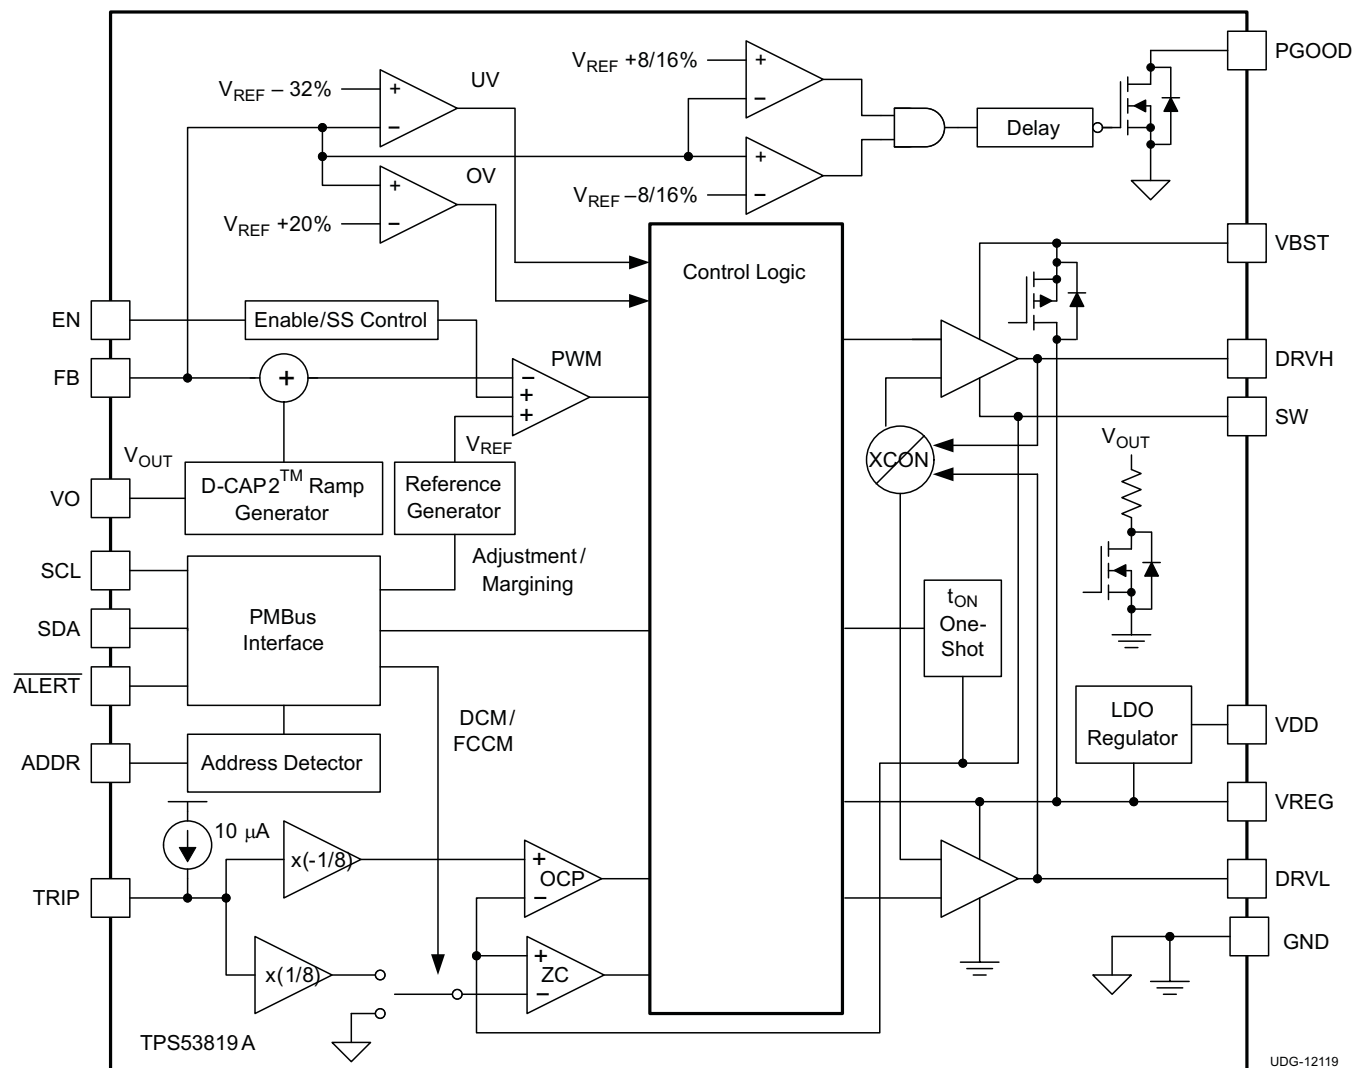 PGOOD
V_REF +8/16%
+
−
UV
V_REF – 32%
+
−
Delay
+
−
OV
V_REF –8/16%
+
−
V_REF +20%
VBST
Control Logic
EN
Enable/SS Control
PWM
DRVH
FB
+
−
+
+
SW
V_REF
V_OUT
V_OUT
XCON
VO
D-CAP2™ Ramp
Generator
Reference
Generator
SCL
Adjustment/
Margining
PMBus
Interface
SDA
t_ON
One-
Shot
ALERT
DCM/
FCCM
LDO
Regulator
VDD
ADDR
Address Detector
VREG
10 μA
x(-1/8)
+
−
OCP
TRIP
DRVL
GND
x(1/8)
+
−
ZC
TPS53819A
UDG-12119